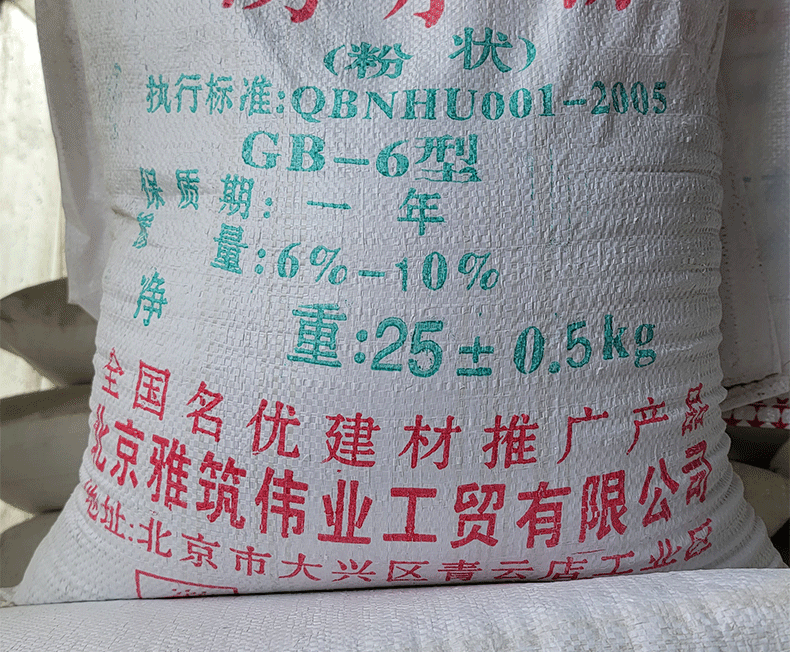 (粉状)
执行标准:QBNHU001-2005
GB-6型
保质期:一年
量:6%-10%
净重:25±0.5kg
全国名优建材推广产品
北京雅筑伟业工贸有限公司
地址:北京市大兴区青云店工业区